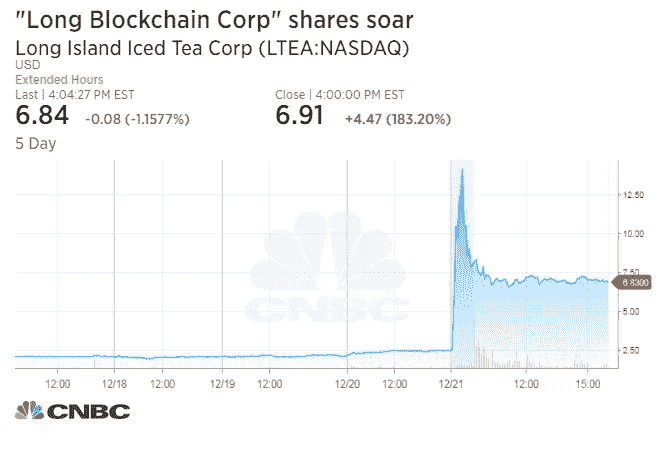 "Long Blockchain Corp" shares soar
Long Island Iced Tea Corp (LTEA:NASDAQ)
USD
Extended Hours
Last | 4:04:27 PM EST
Close | 4:00:00 PM EST
6.84 -0.08 (-1.1577%)
6.91 +4.47 (183.20%)
5 Day
12.50
10.00
7.50
6.8300
5.00
2.50
12:00 12/18 12:00 12/19 12:00 12/20 12:00 12/21 12:00 15:00
CNBC
CNBC